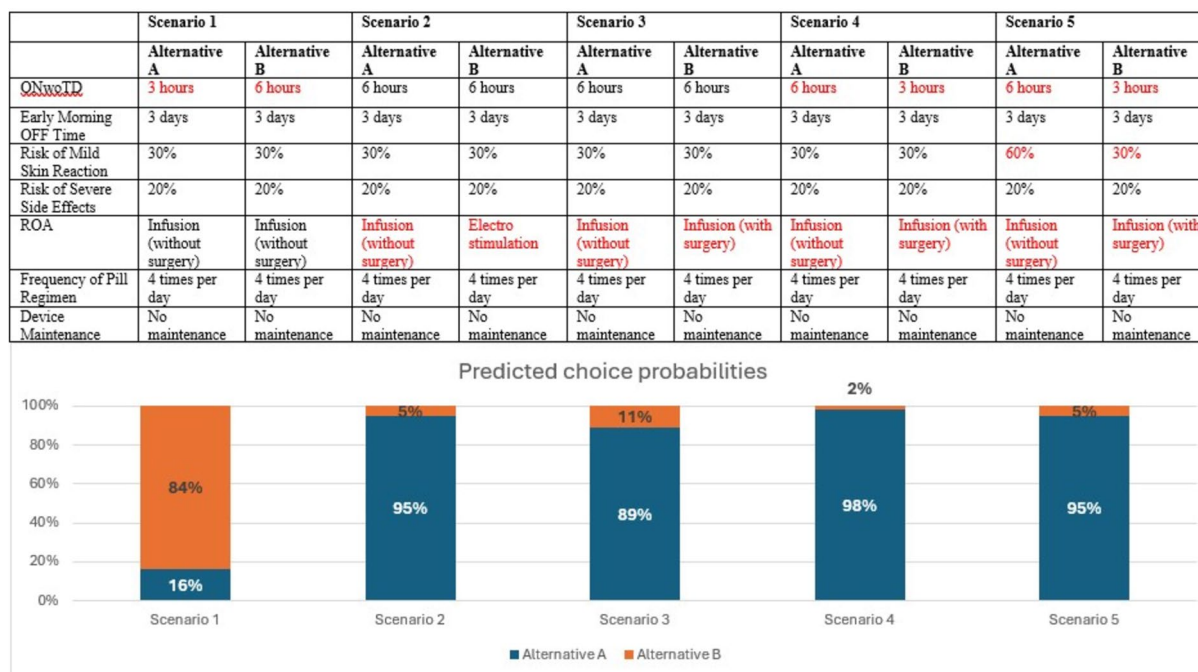 Scenario 1 Scenario 2 Scenario 3 Scenario 4 Scenario 5
Alternative A Alternative B Alternative A Alternative B Alternative A Alternative B Alternative A Alternative B Alternative A Alternative B
ONwoTD 3 hours 6 hours 6 hours 6 hours 6 hours 6 hours 6 hours 3 hours 6 hours 3 hours
Early Morning OFF Time 3 days 3 days 3 days 3 days 3 days 3 days 3 days 3 days 3 days 3 days
Risk of Mild Skin Reaction 30% 30% 30% 30% 30% 30% 30% 30% 60% 30%
Risk of Severe Side Effects 20% 20% 20% 20% 20% 20% 20% 20% 20% 20%
ROA Infusion (without surgery) Infusion (without surgery) Infusion (without surgery) Electro stimulation Infusion (without surgery) Infusion (with surgery) Infusion (without surgery) Infusion (with surgery) Infusion (without surgery) Infusion (with surgery)
Frequency of Pill Regimen 4 times per day 4 times per day 4 times per day 4 times per day 4 times per day 4 times per day 4 times per day 4 times per day 4 times per day 4 times per day
Device Maintenance No maintenance No maintenance No maintenance No maintenance No maintenance No maintenance No maintenance No maintenance No maintenance No maintenance
Predicted choice probabilities
2%
100%
5% 11% 5%
80%
84%
60%
95% 89% 98% 95%
40%
20%
16%
0%
Scenario 1 Scenario 2 Scenario 3 Scenario 4 Scenario 5
Alternative A Alternative B